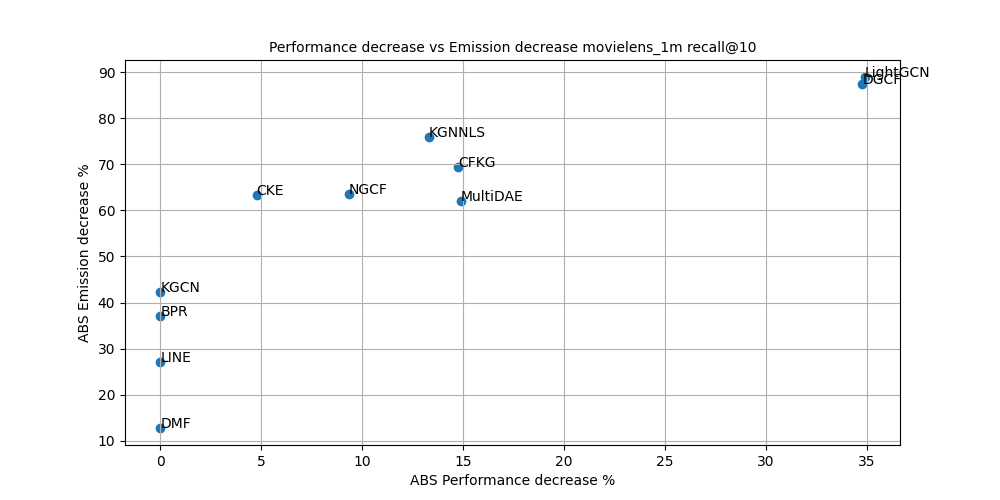 Performance decrease vs Emission decrease movielens_1m recall@10
ABS Emission decrease %
90
80
70
60
50
40
30
20
10
LightGCN
DGCF
KGNNLS
CFKG
CKE
NGCF
MultiDAE
KGCN
BPR
LINE
DMF
0
5
10
15
20
25
30
35
ABS Performance decrease %